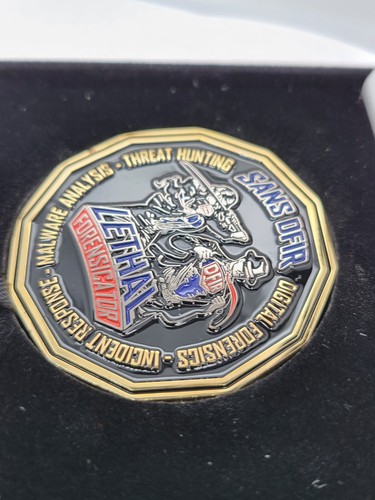 SANS DFIR
DIGITAL FORENSICS - INCIDENT RESPONSE - MALWARE ANALYSIS - THREAT HUNTING
LETHAL
FORENSICATOR